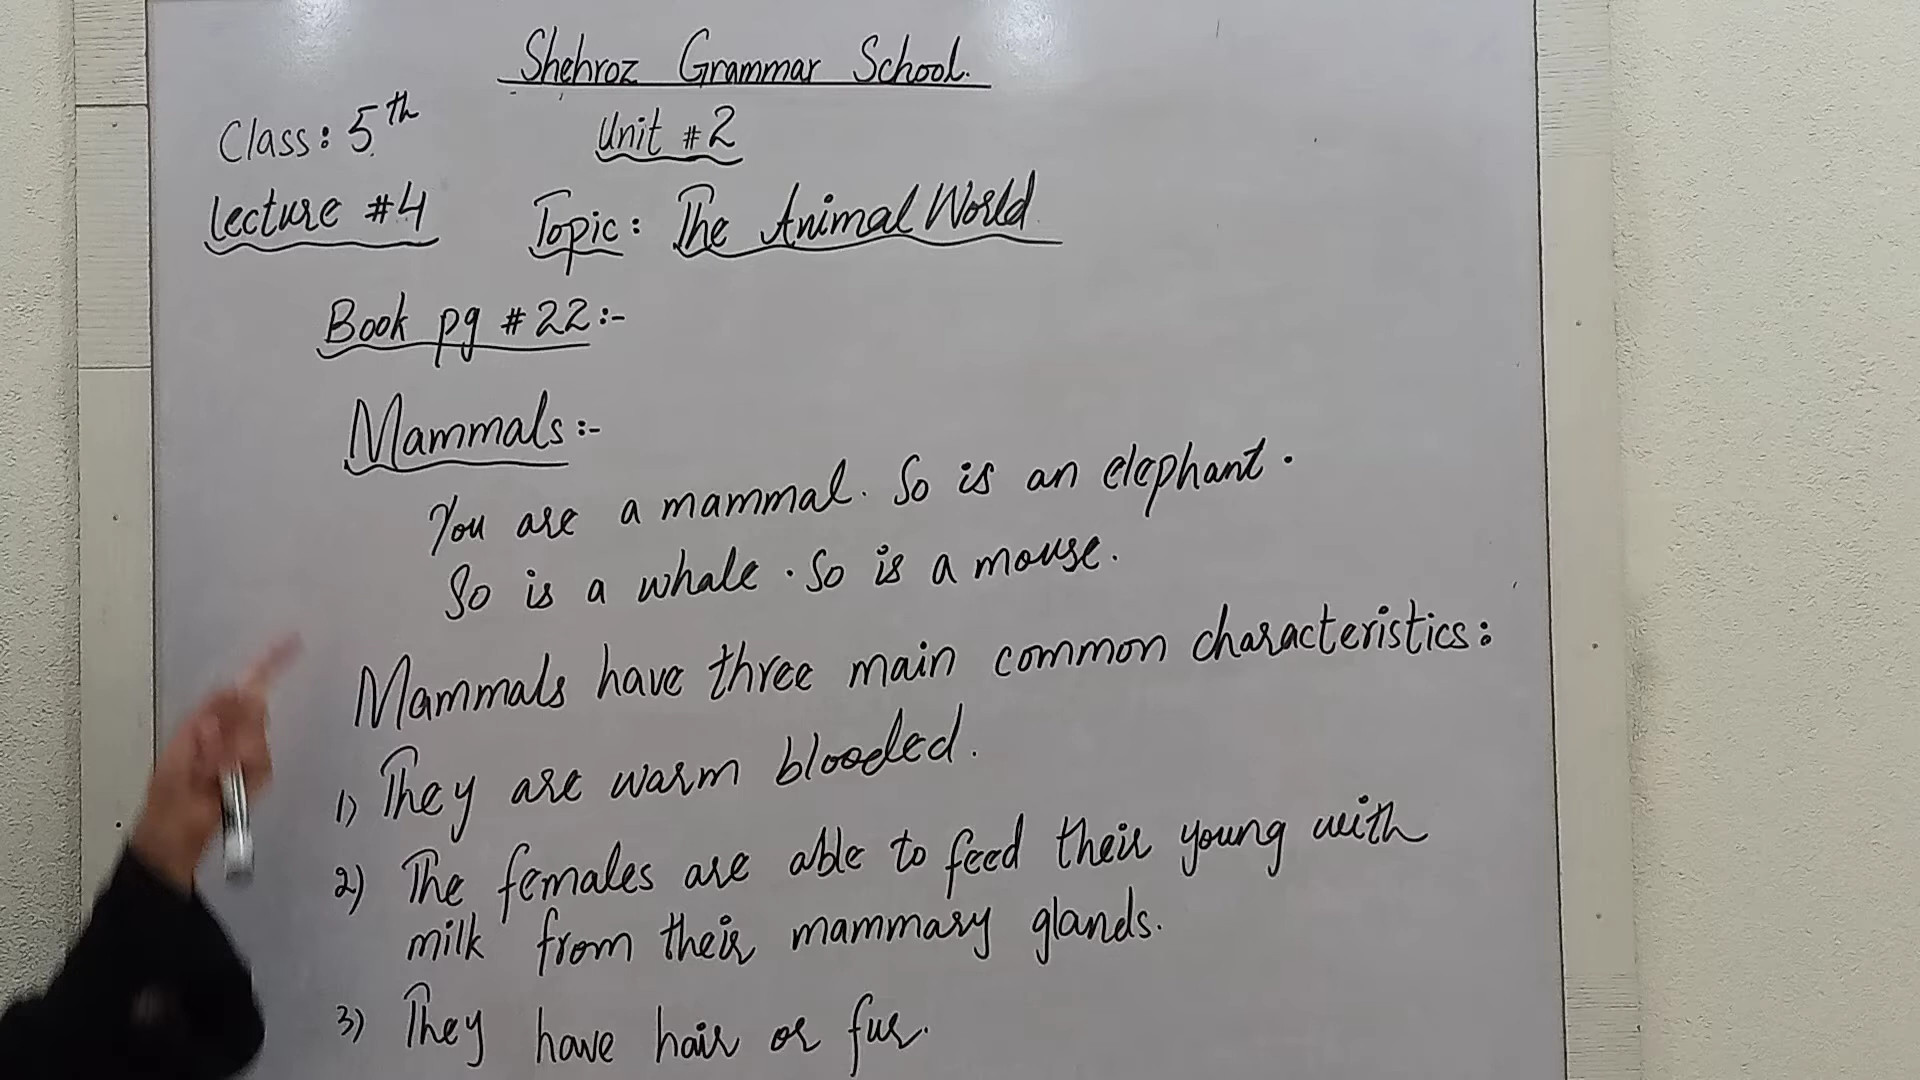 Shehroz Grammar School.
Class: 5th
Unit #2
Lecture #4
Topic: The Animal World
Book pg #22:-
Mammals:-
You are a mammal. So is an elephant.
So is a whale. So is a mouse.
Mammals have three main common characteristics:
1) They are warm blooded.
2) The females are able to feed their young with
milk from their mammary glands.
3) They have hair or fur.